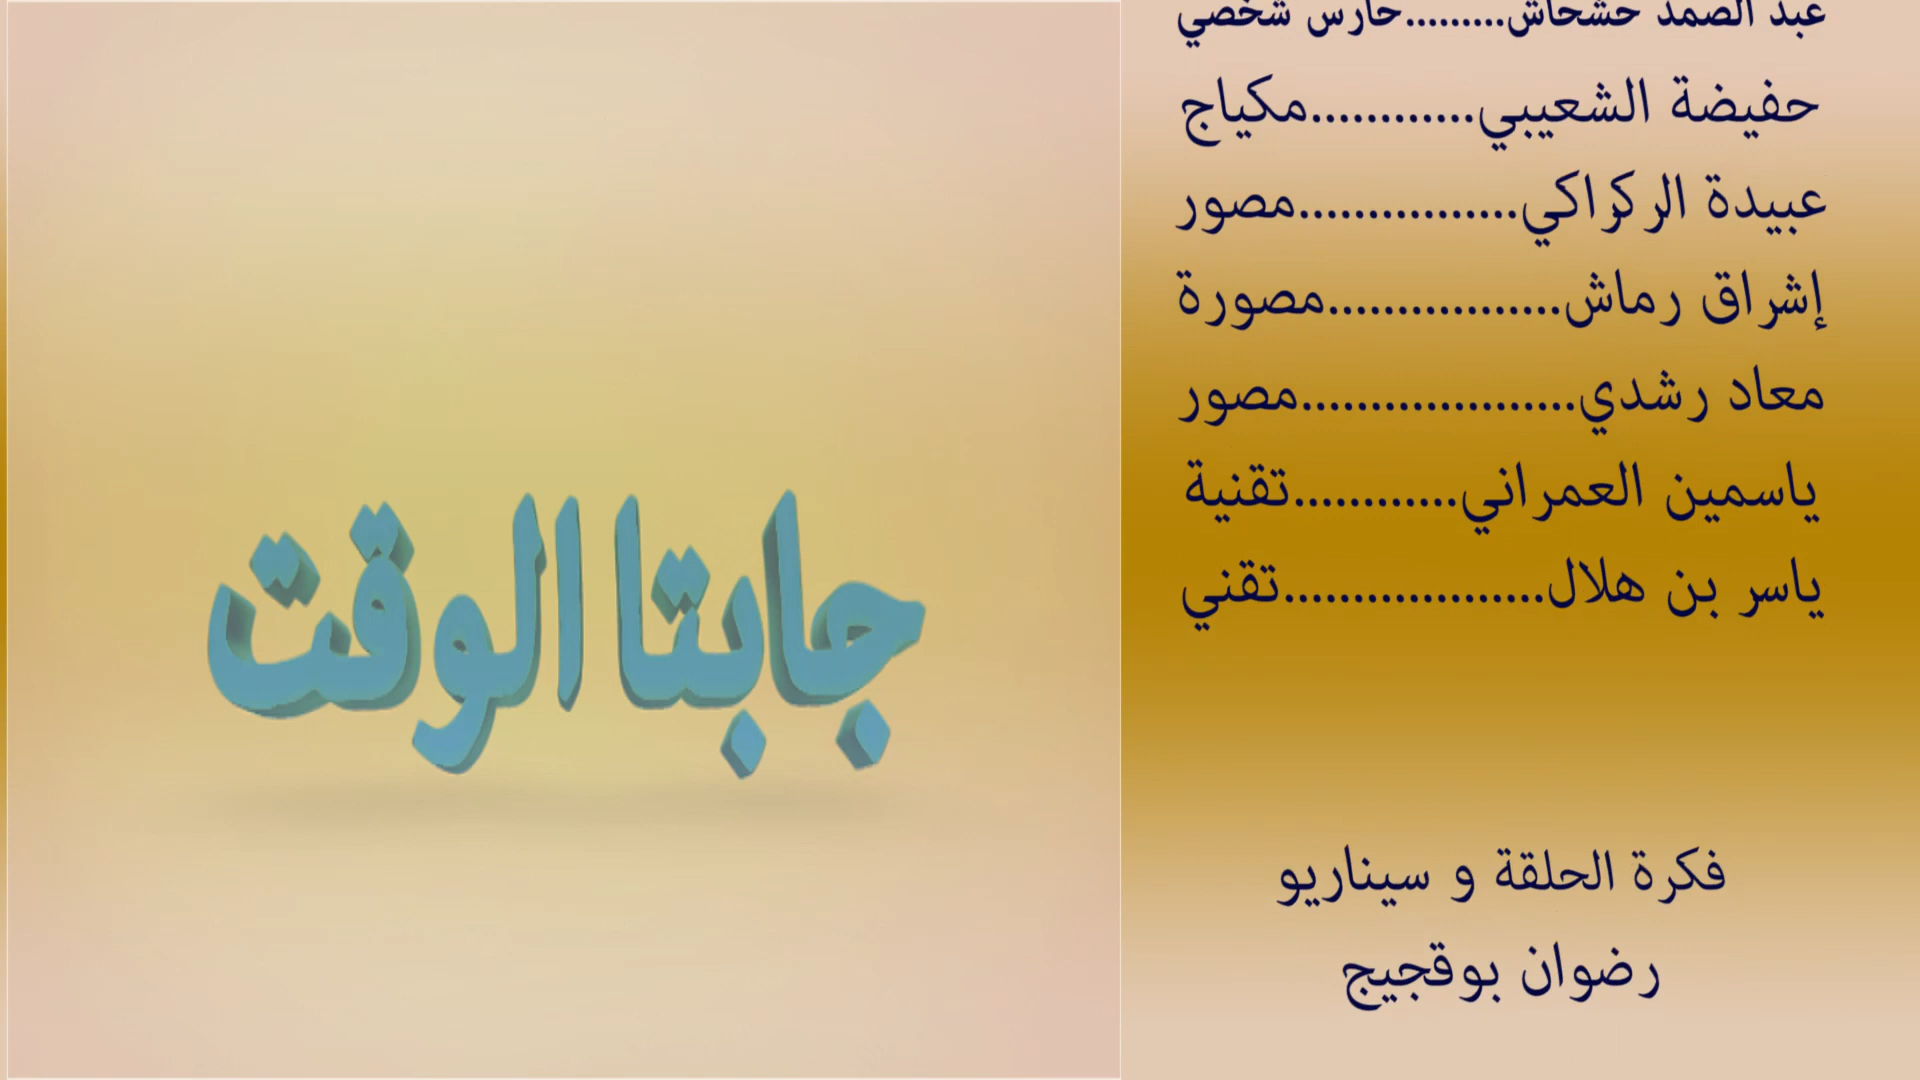 عبد الصمد حشحاش.........حارس شخصي
حفيضة الشعيبي............مكياج
عبيدة الركراكي................مصور
إشراق رماش.................مصورة
معاد رشدي....................مصور
ياسمين العمراني............تقنية
ياسر بن هلال...................تقني
فكرة الحلقة و سيناريو
رضوان بوقجيج
جابتا الوقت